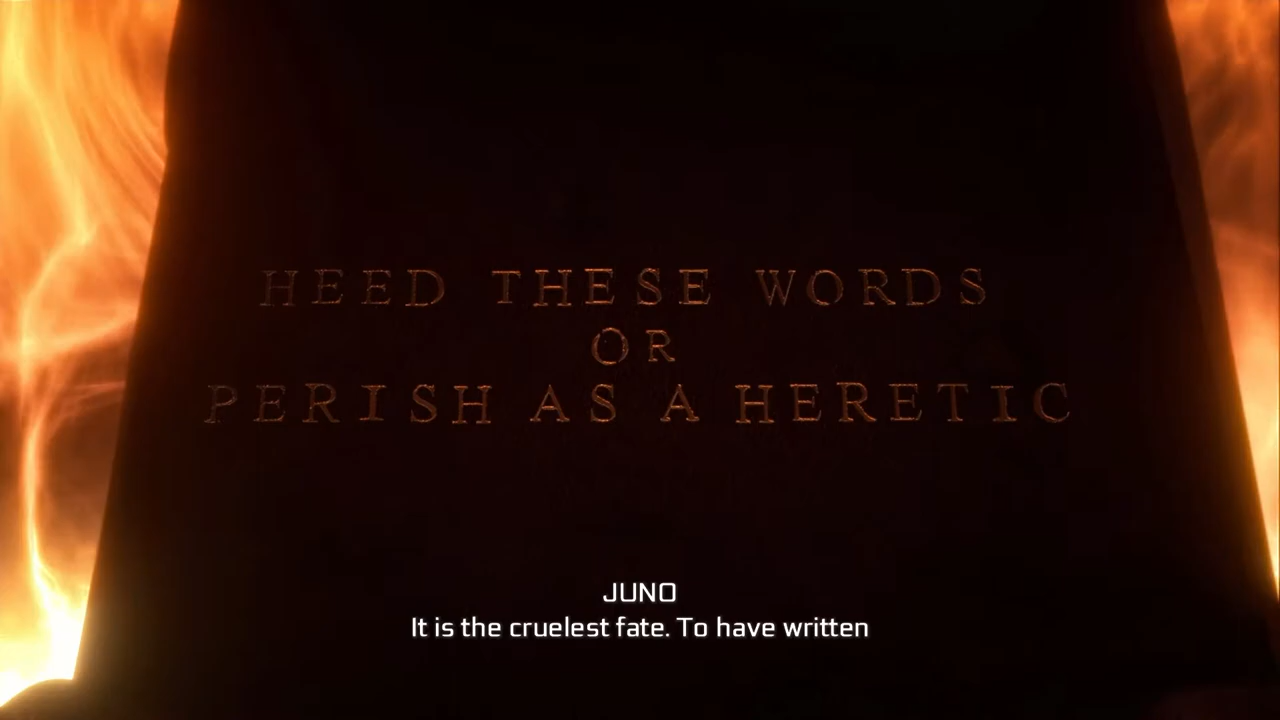 HEED THESE WORDS
OR
PERISH AS A HERETIC
JUNO
It is the cruelest fate. To have written